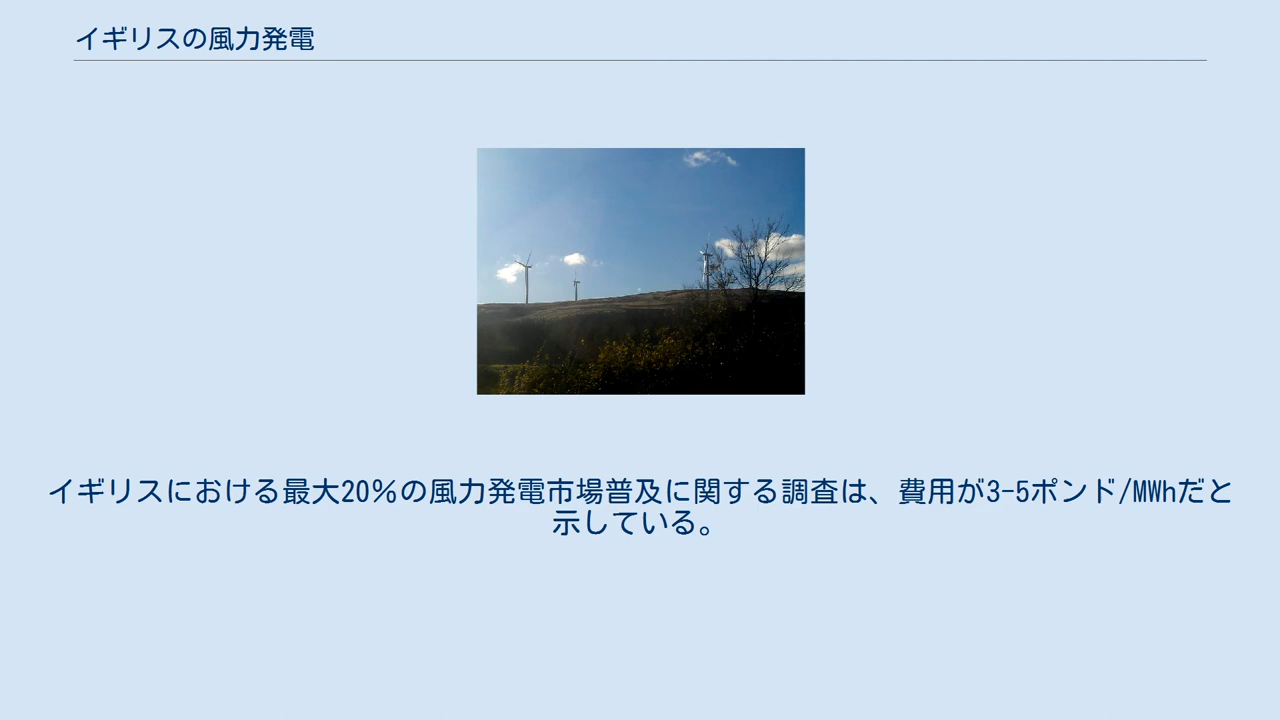 イギリスの風力発電
イギリスにおける最大20%の風力発電市場普及に関する調査は、費用が3-5ポンド/MWhだと
示している。